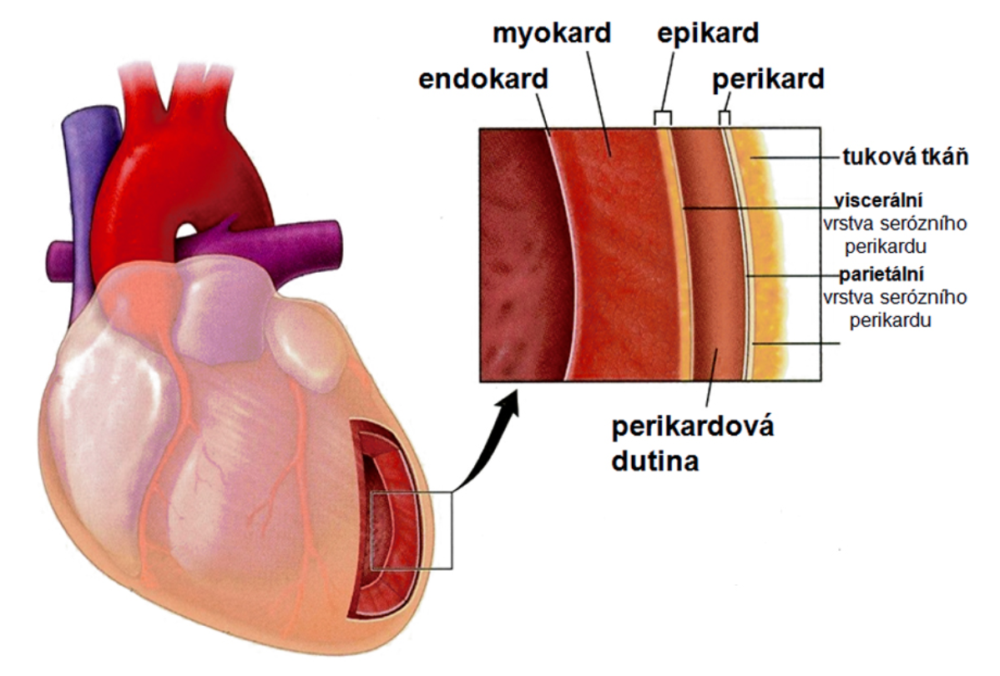 myokard
epikard
endokard
perikard
tuková tkáň
viscerální
vrstva serózního
perikardu
parietální
vrstva serózního
perikardu
perikardová
dutina